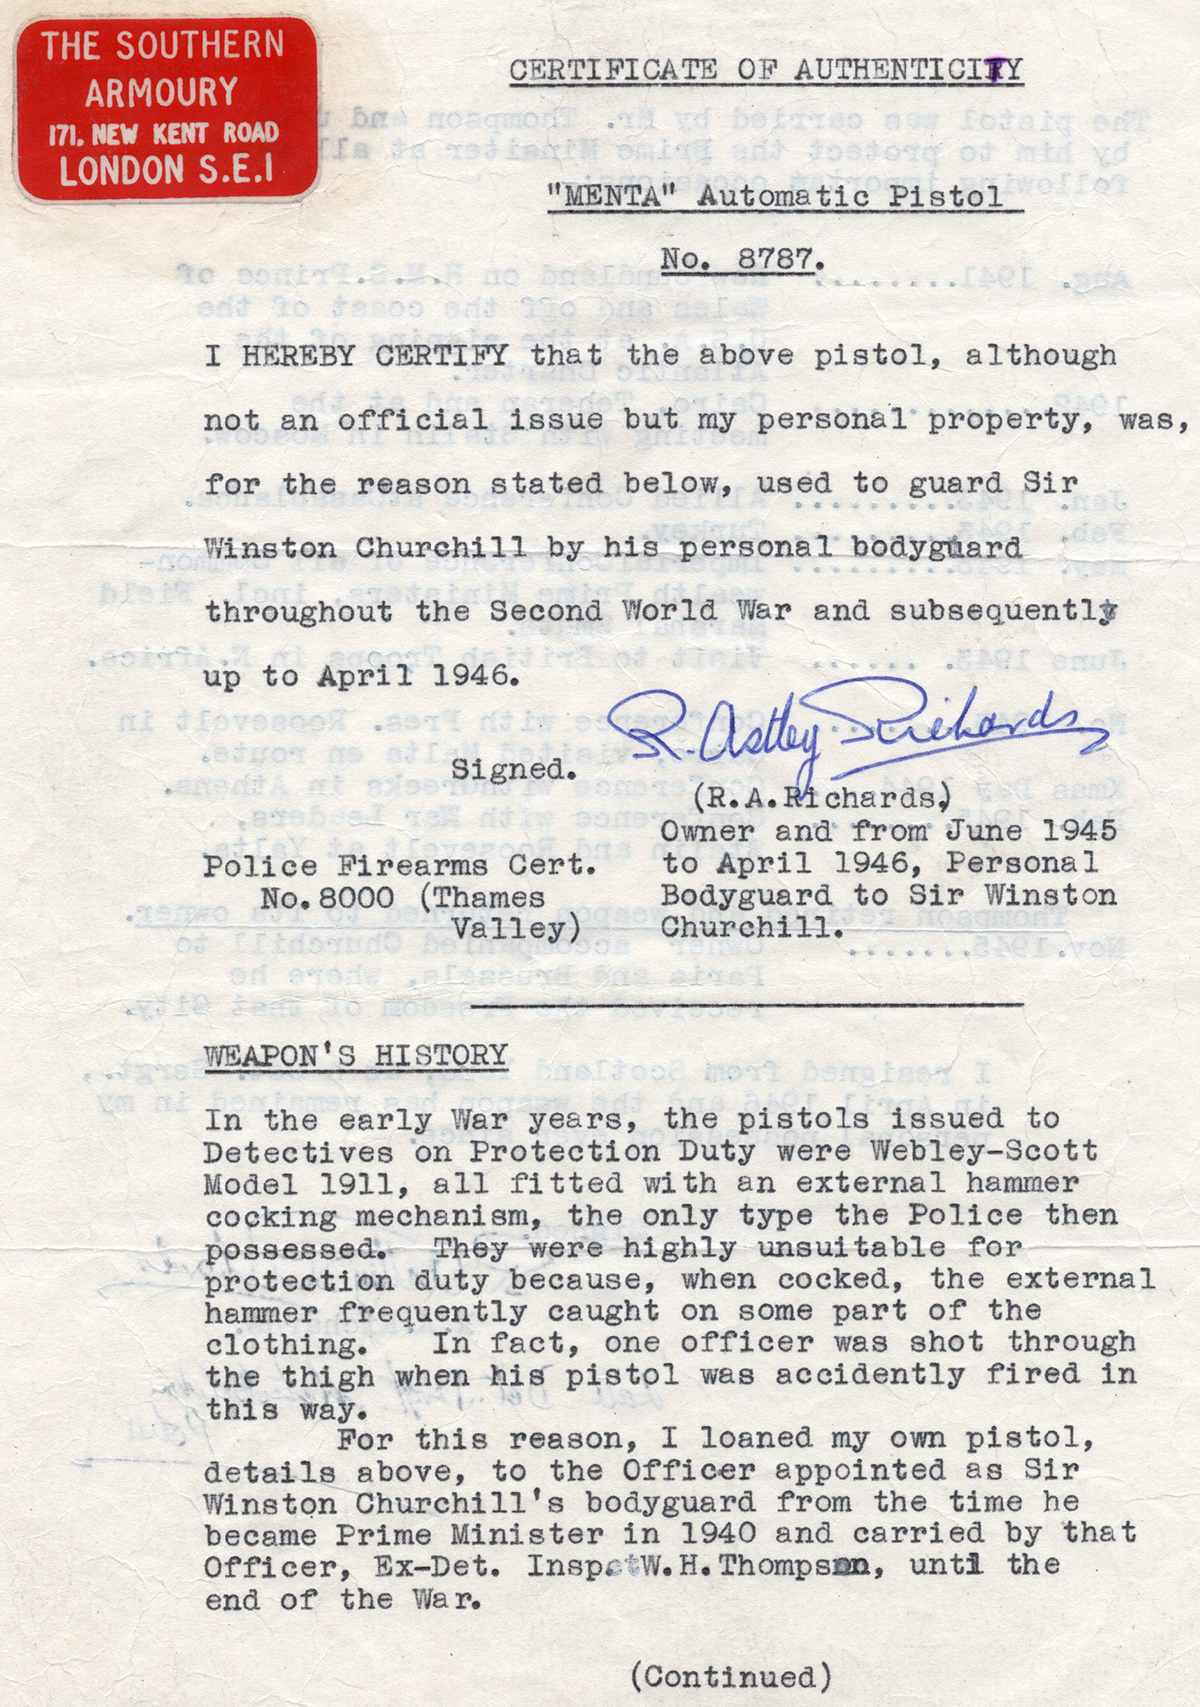 THE SOUTHERN
ARMOURY
171, NEW KENT ROAD
LONDON S.E.1
CERTIFICATE OF AUTHENTICITY
"MENTA" Automatic Pistol
No. 8787.
I HEREBY CERTIFY that the above pistol, although
not an official issue but my personal property, was,
for the reason stated below, used to guard Sir
Winston Churchill by his personal bodyguard
throughout the Second World War and subsequently
up to April 1946.
R. Astley Richards
Signed.
(R.A.Richards,)
Owner and from June 1945
to April 1946, Personal
Bodyguard to Sir Winston
Churchill.
Police Firearms Cert.
No.8000 (Thames
Valley)
WEAPON'S HISTORY
In the early War years, the pistols issued to
Detectives on Protection Duty were Webley-Scott
Model 1911, all fitted with an external hammer
cocking mechanism, the only type the Police then
possessed. They were highly unsuitable for
protection duty because, when cocked, the external
hammer frequently caught on some part of the
clothing. In fact, one officer was shot through
the thigh when his pistol was accidently fired in
this way.
For this reason, I loaned my own pistol,
details above, to the Officer appointed as Sir
Winston Churchill's bodyguard from the time he
became Prime Minister in 1940 and carried by that
Officer, Ex-Det. Inspct W.H.Thompson, until the
end of the War.
(Continued)